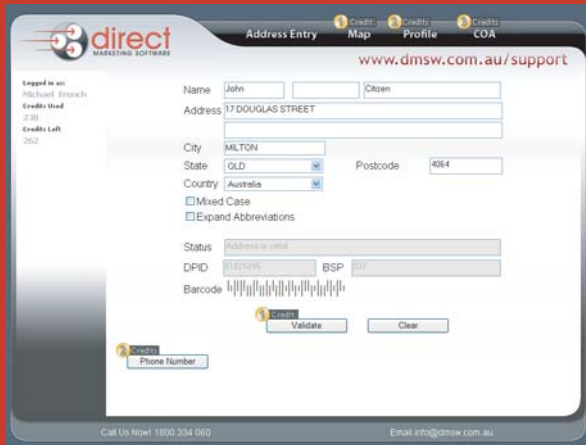 direct
MARKETING SOFTWARE
1 Credit 2 Credits 3 Credits
Address Entry Map Profile COA
www.dmsw.com.au/support
Logged in as:
Michael French
Credits Used
238
Credits Left
262
Name John Citizen
Address 17 DOUGLAS STREET
City MILTON
State QLD Postcode 4064
Country Australia
Mixed Case
Expand Abbreviations
Status Address is valid
DPID BSP 037
Barcode
1 Credit
Validate Clear
2 Credits
Phone Number
Call Us Now! 1800 334 060 Email info@dmsw.com.au